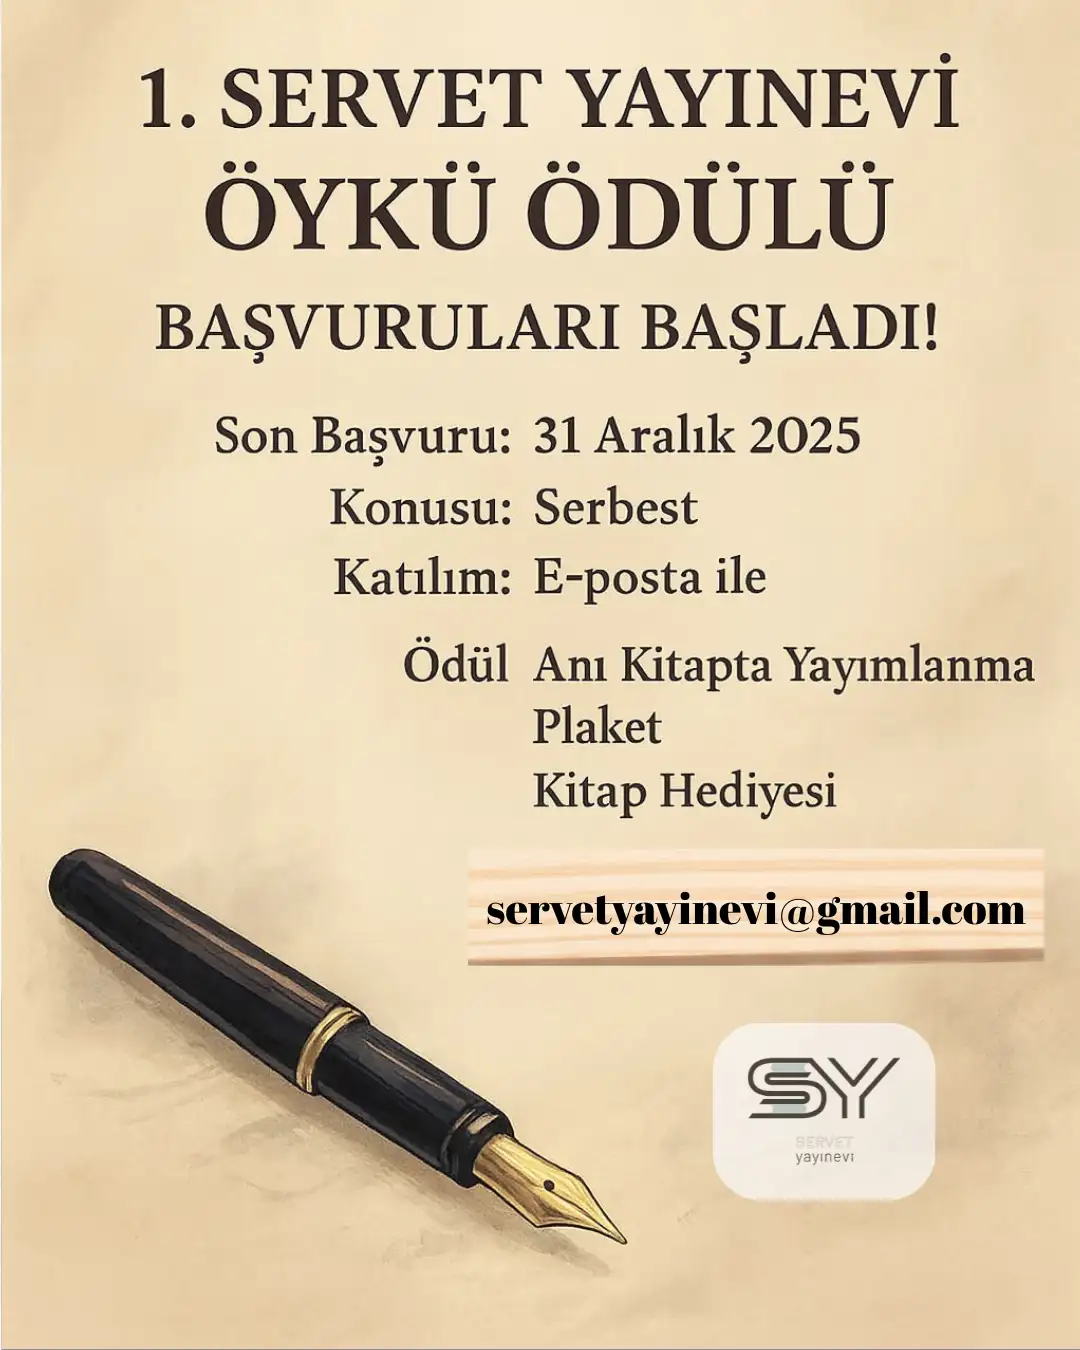 1. SERVET YAYINEVİ
ÖYKÜ ÖDÜLÜ
BAŞVURULARI BAŞLADI!
Son Başvuru: 31 Aralık 2025
Konusu: Serbest
Katılım: E-posta ile
Ödül Anı Kitapta Yayımlanma
Plaket
Kitap Hediyesi
servetyayinevi@gmail.com
SY
SERVET
yayınevi